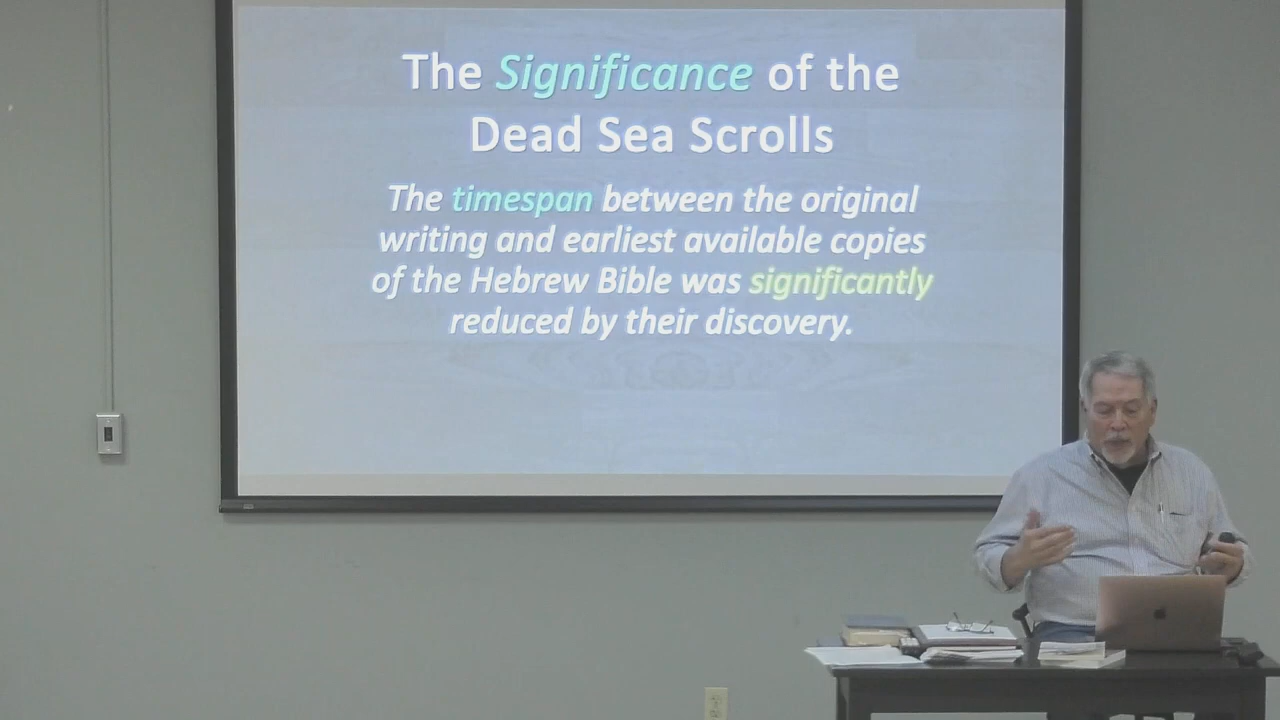 The Significance of the
Dead Sea Scrolls
The timespan between the original
writing and earliest available copies
of the Hebrew Bible was significantly
reduced by their discovery.